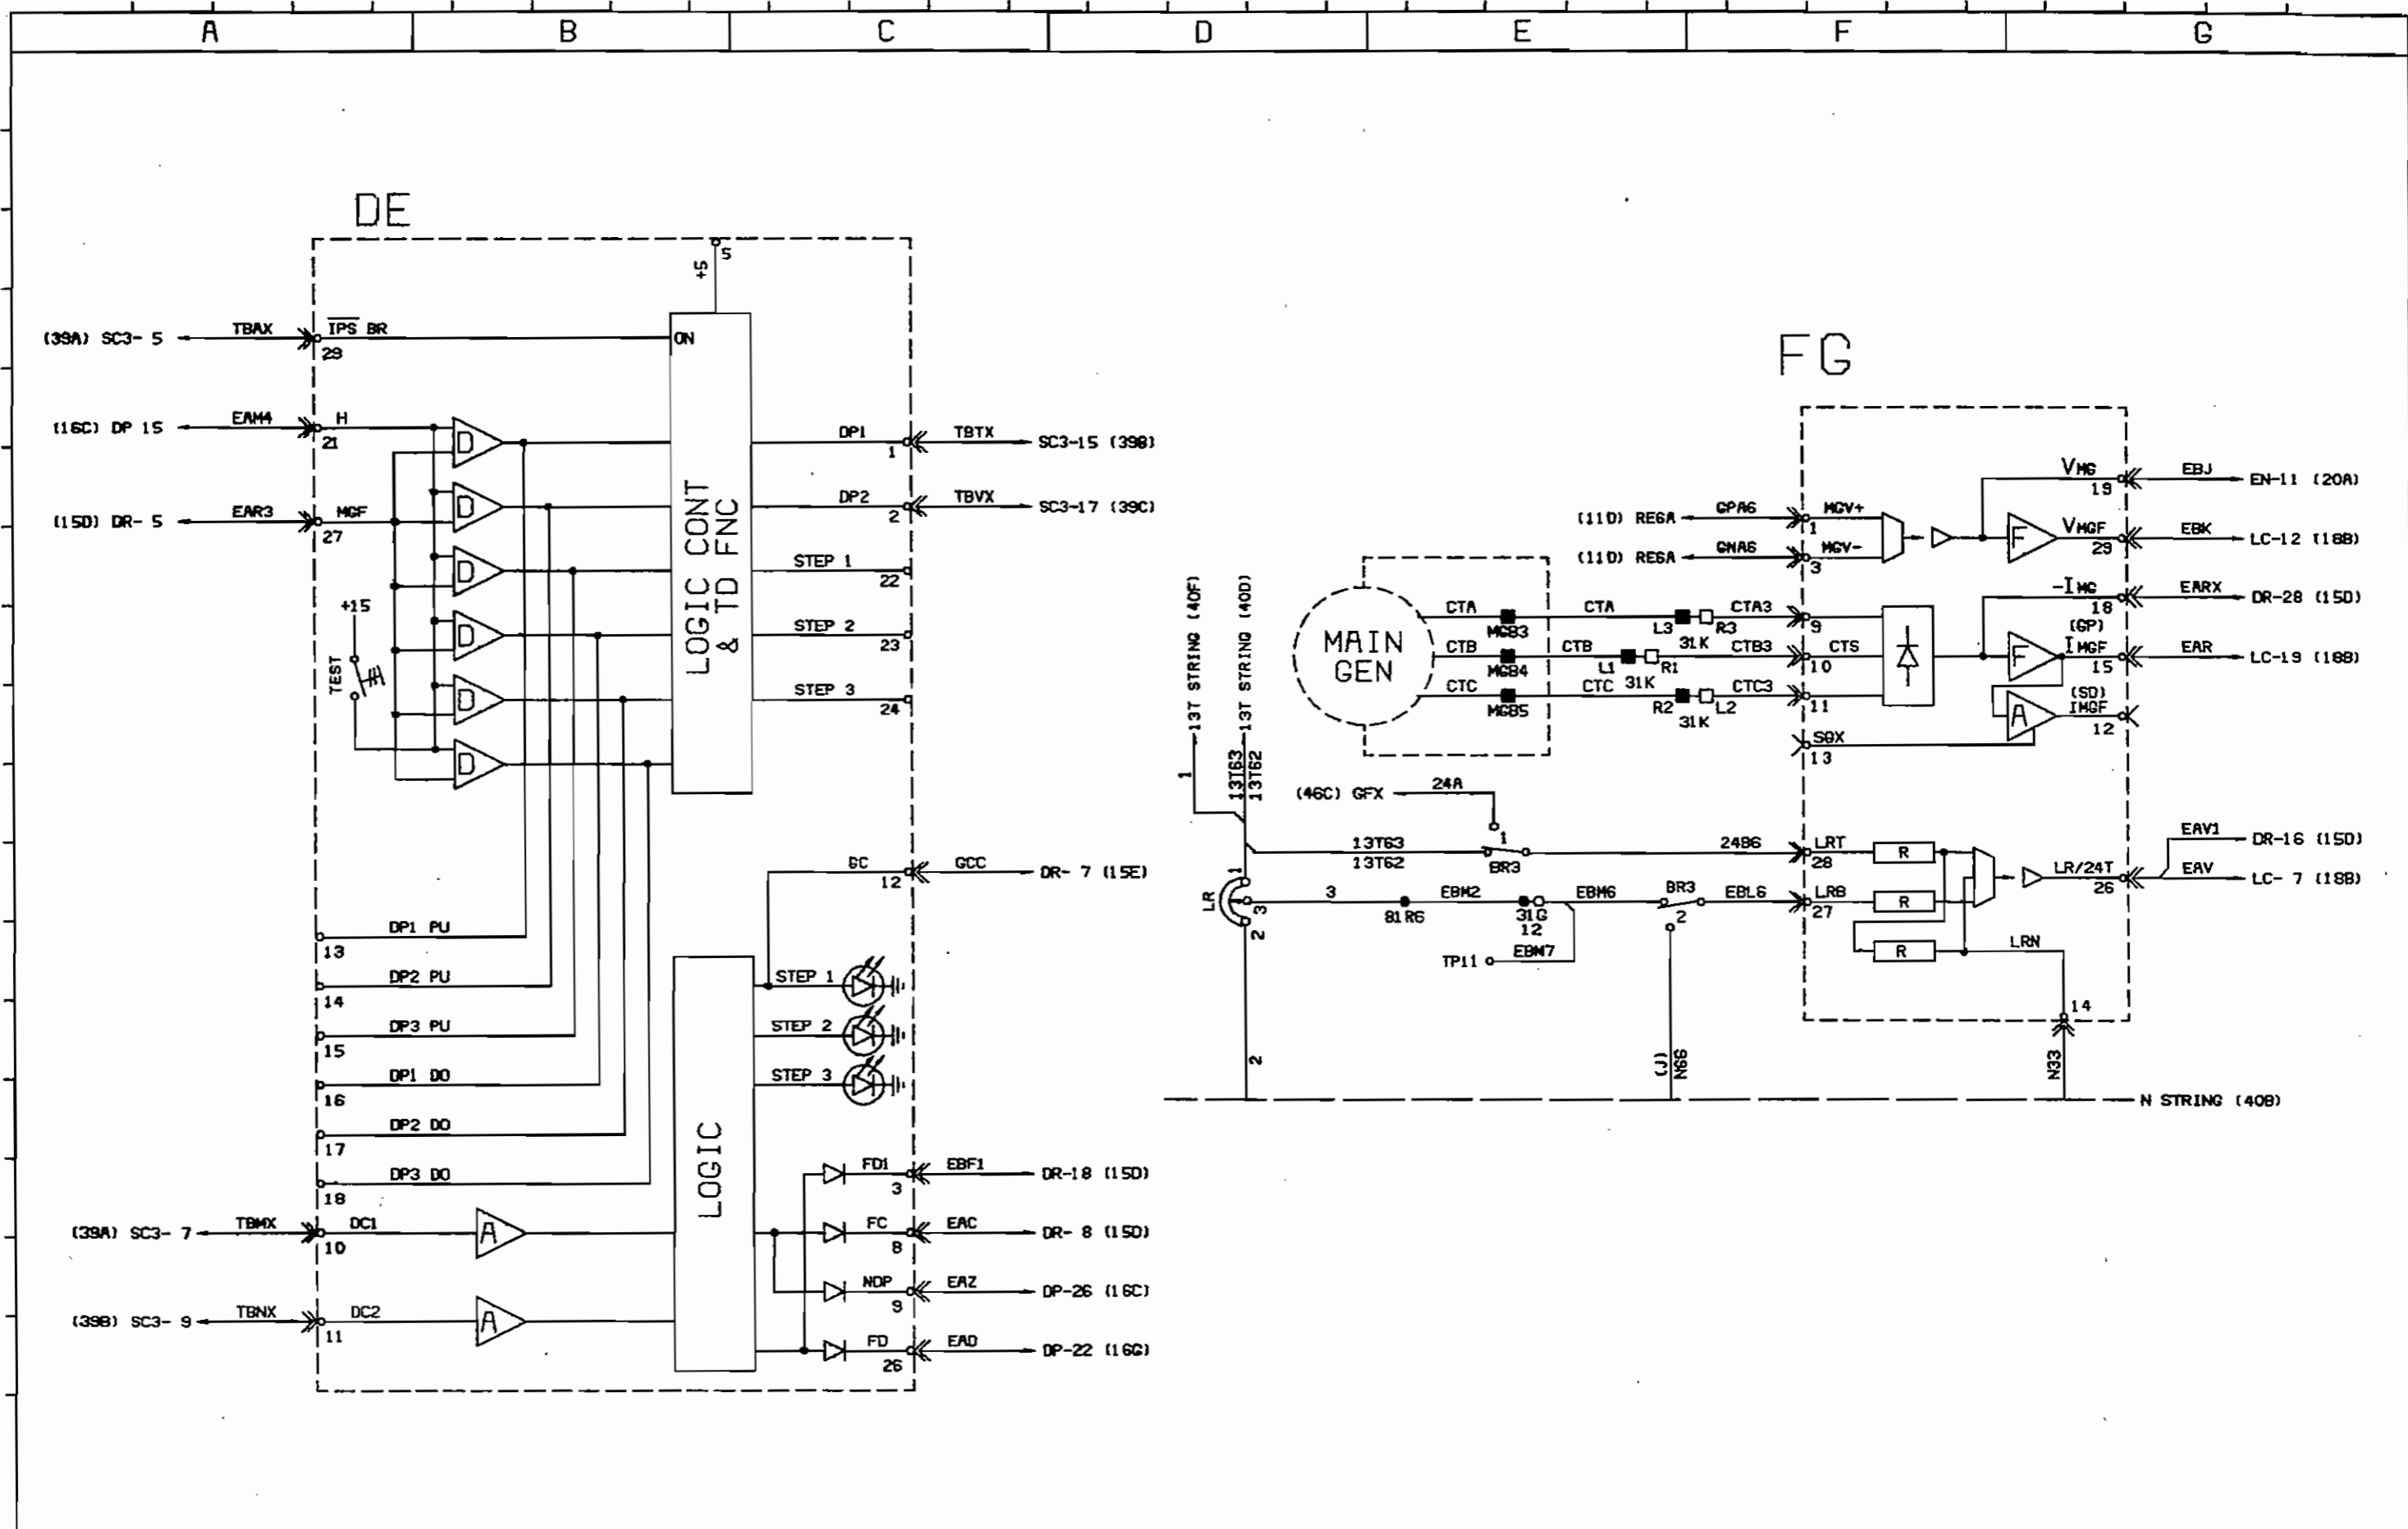 A B C D E F G
DE
+5
5
(39A) SC3- 5 TBAX IPS BR
29
ON
(16C) DP 15 EAM4 H
21
(15D) DR- 5 EAR3 MGF
27
D
D
D
D
D
D
+15
TEST
LOGIC CONT
& TD FNC
DP1 TBTX SC3-15 (39B)
1
DP2 TBVX SC3-17 (39C)
2
STEP 1
22
STEP 2
23
STEP 3
24
GC GCC DR- 7 (15E)
12
DP1 PU
13
DP2 PU
14
DP3 PU
15
DP1 DO
16
DP2 DO
17
DP3 DO
18
(39A) SC3- 7 TBMX DC1 A
10
(39B) SC3- 9 TBNX DC2 A
11
LOGIC
STEP 1
STEP 2
STEP 3
FD1 EBF1 DR-18 (15D)
3
FC EAC DR- 8 (15D)
8
NDP EAZ DP-26 (16C)
9
FD EAD DP-22 (16G)
26
13T STRING (40F)
13T STRING (40D)
1
13T63
13T62
MAIN
GEN
CTA CTA CTA3
MGB3 L3 R3 9
31K
CTB CTB CTB3 CTS
MGB4 L1 R1 10
31K
CTC CTC CTC3
MGB5 R2 L2 11
31K
(46C) GFX 24A
1
13T63 24B6 LRT R
13T62 BR3 28
LR
1
3
2
3 EBM2 EBM6 BR3 EBL6 LRB R
81R6 31G 2 27
12
TP11 EBM7
R LRN
2
(J)
N66
14
N33
N STRING (40B)
FG
(11D) RE6A GPA6 MGV+
1
(11D) RE6A GNA6 MGV-
3
SGX
13
F
F
A
VMG EBJ EN-11 (20A)
19
VMGF EBK LC-12 (18B)
29
-IMG EARX DR-28 (15D)
18
(GP)
IMGF EAR LC-19 (18B)
15
(SD)
IMGF
12
EAV1 DR-16 (15D)
LR/24T EAV LC- 7 (18B)
26